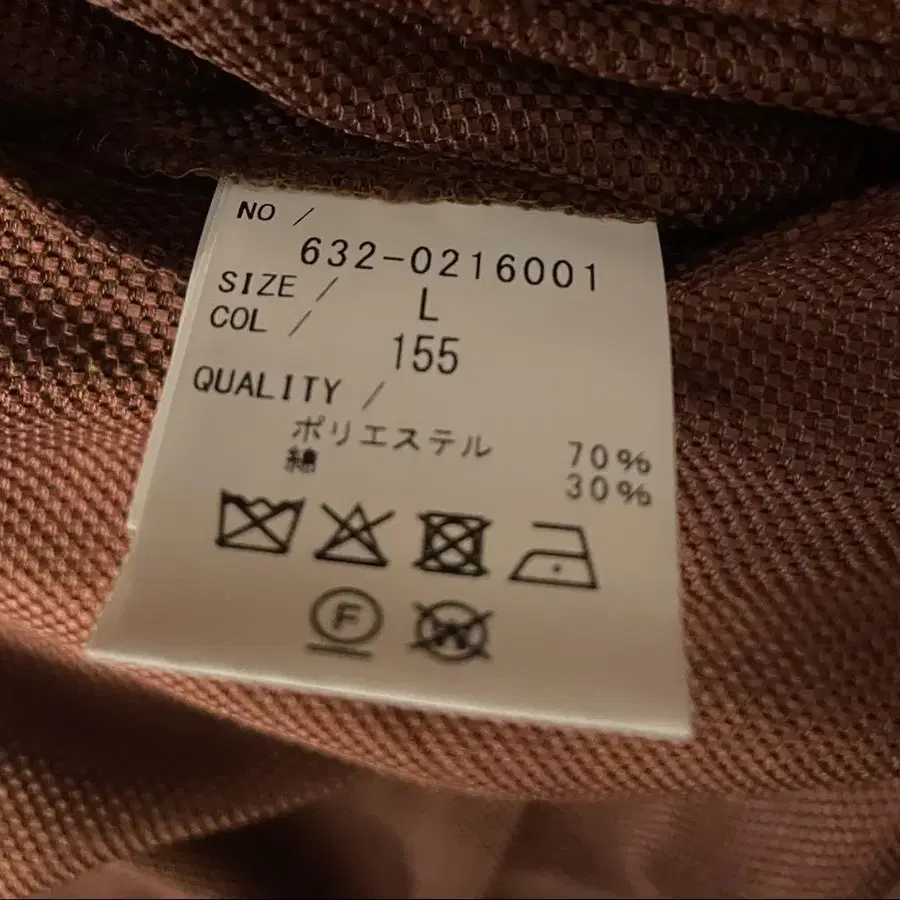 NO /
632-0216001
SIZE / L
COL / 155
QUALITY /
ポリエステル 70%
綿 30%
F
W